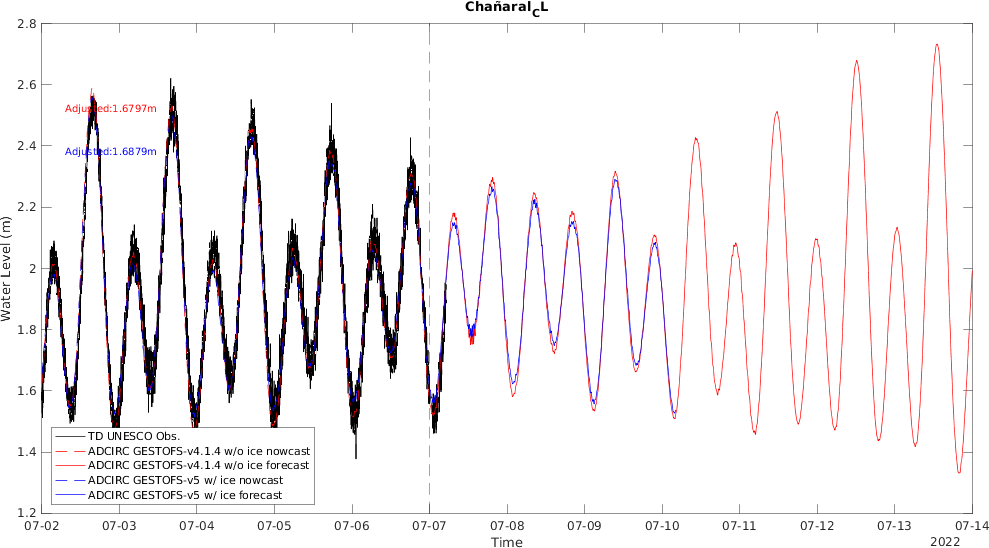 Chañaral_CL
2.8
2.6
2.4
2.2
2
1.8
1.6
1.4
1.2
Water Level (m)
Adjusted:1.6797m
Adjusted:1.6879m
TD UNESCO Obs.
ADCIRC GESTOFS-v4.1.4 w/o ice nowcast
ADCIRC GESTOFS-v4.1.4 w/o ice forecast
ADCIRC GESTOFS-v5 w/ ice nowcast
ADCIRC GESTOFS-v5 w/ ice forecast
07-02 07-03 07-04 07-05 07-06 07-07 07-08 07-09 07-10 07-11 07-12 07-13 07-14
Time
2022